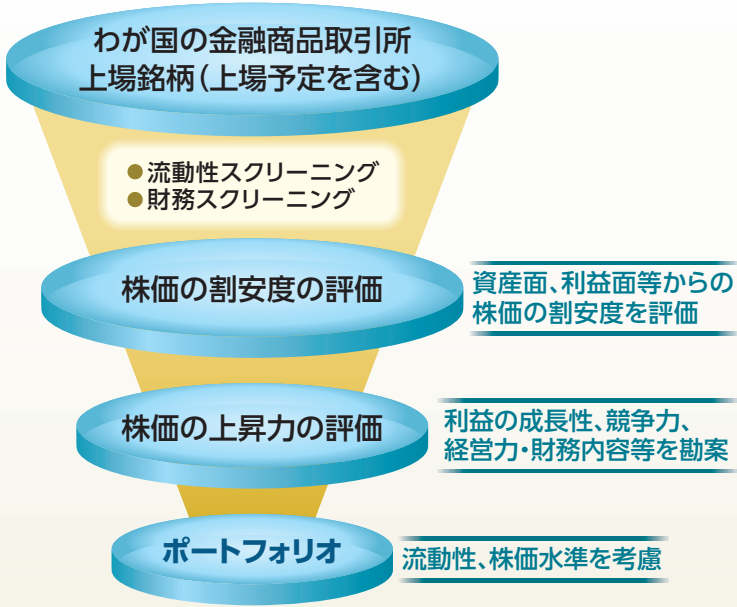 わが国の金融商品取引所
上場銘柄(上場予定を含む)
●流動性スクリーニング
●財務スクリーニング
株価の割安度の評価
資産面、利益面等からの
株価の割安度を評価
株価の上昇力の評価
利益の成長性、競争力、
経営力・財務内容等を勘案
ポートフォリオ
流動性、株価水準を考慮